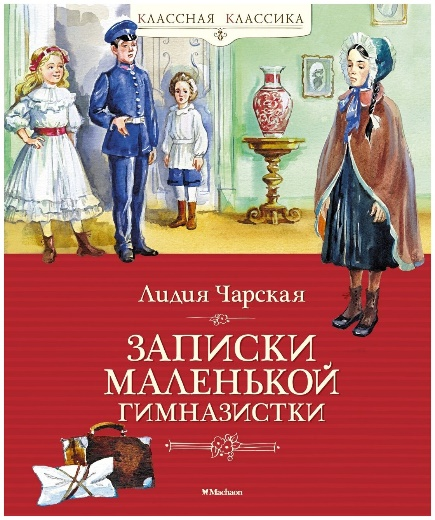 КЛАССНАЯ КЛАССИКА
Лидия Чарская
ЗАПИСКИ
МАЛЕНЬКОЙ
ГИМНАЗИСТКИ
Machaon